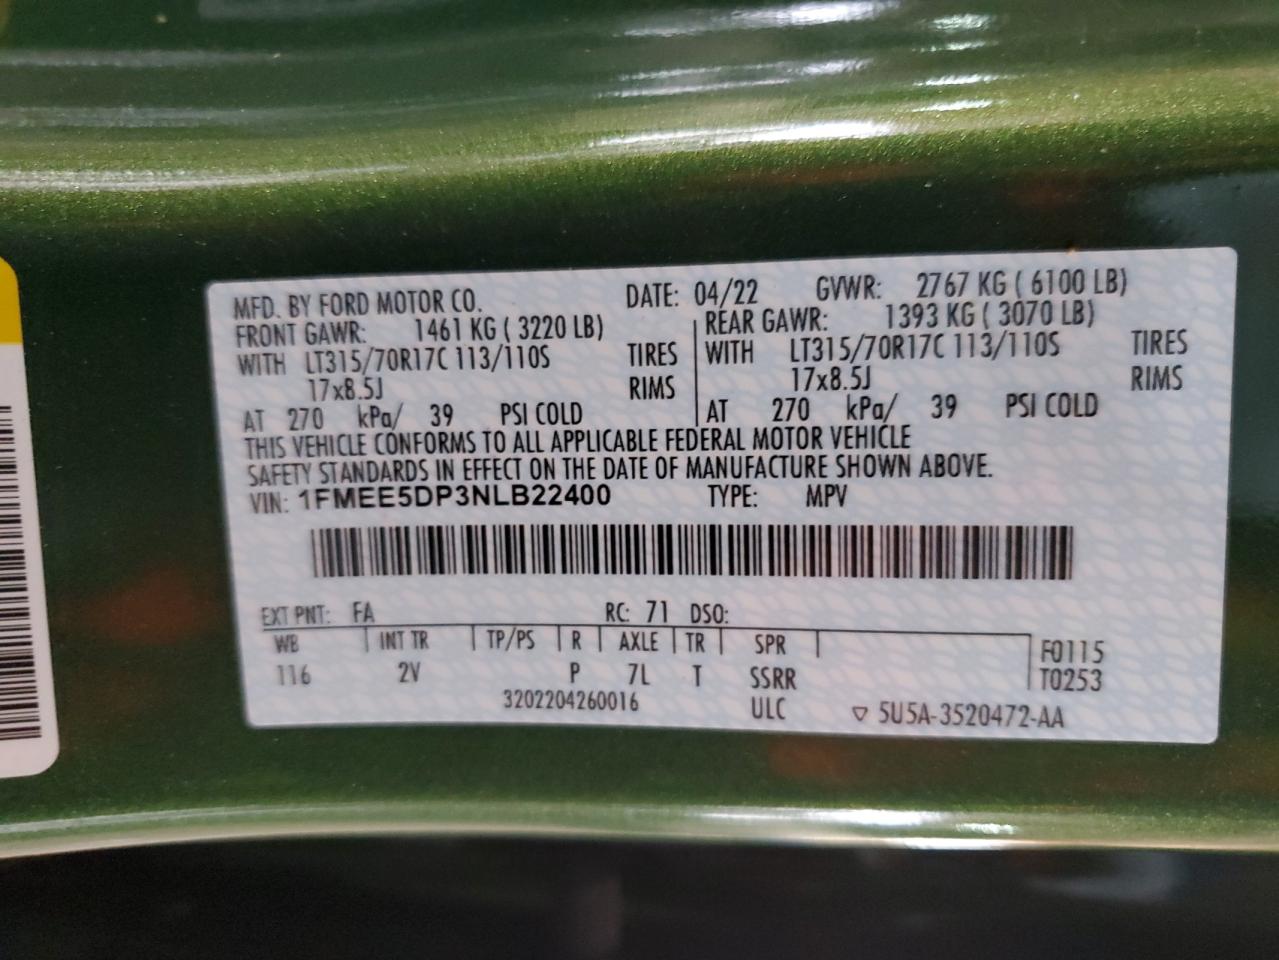 MFD. BY FORD MOTOR CO. DATE: 04/22 GVWR: 2767 KG ( 6100 LB)
FRONT GAWR: 1461 KG ( 3220 LB) REAR GAWR: 1393 KG ( 3070 LB)
WITH LT315/70R17C 113/110S TIRES WITH LT315/70R17C 113/110S TIRES
17x8.5J RIMS 17x8.5J RIMS
AT 270 kPa/ 39 PSI COLD AT 270 kPa/ 39 PSI COLD
THIS VEHICLE CONFORMS TO ALL APPLICABLE FEDERAL MOTOR VEHICLE
SAFETY STANDARDS IN EFFECT ON THE DATE OF MANUFACTURE SHOWN ABOVE.
VIN: 1FMEE5DP3NLB22400 TYPE: MPV
EXT PNT: FA RC: 71 DSO:
WB INT TR TP/PS R AXLE TR SPR F0115
116 2V P 7L T SSRR T0253
3202204260016 ULC ▽ 5U5A-3520472-AA